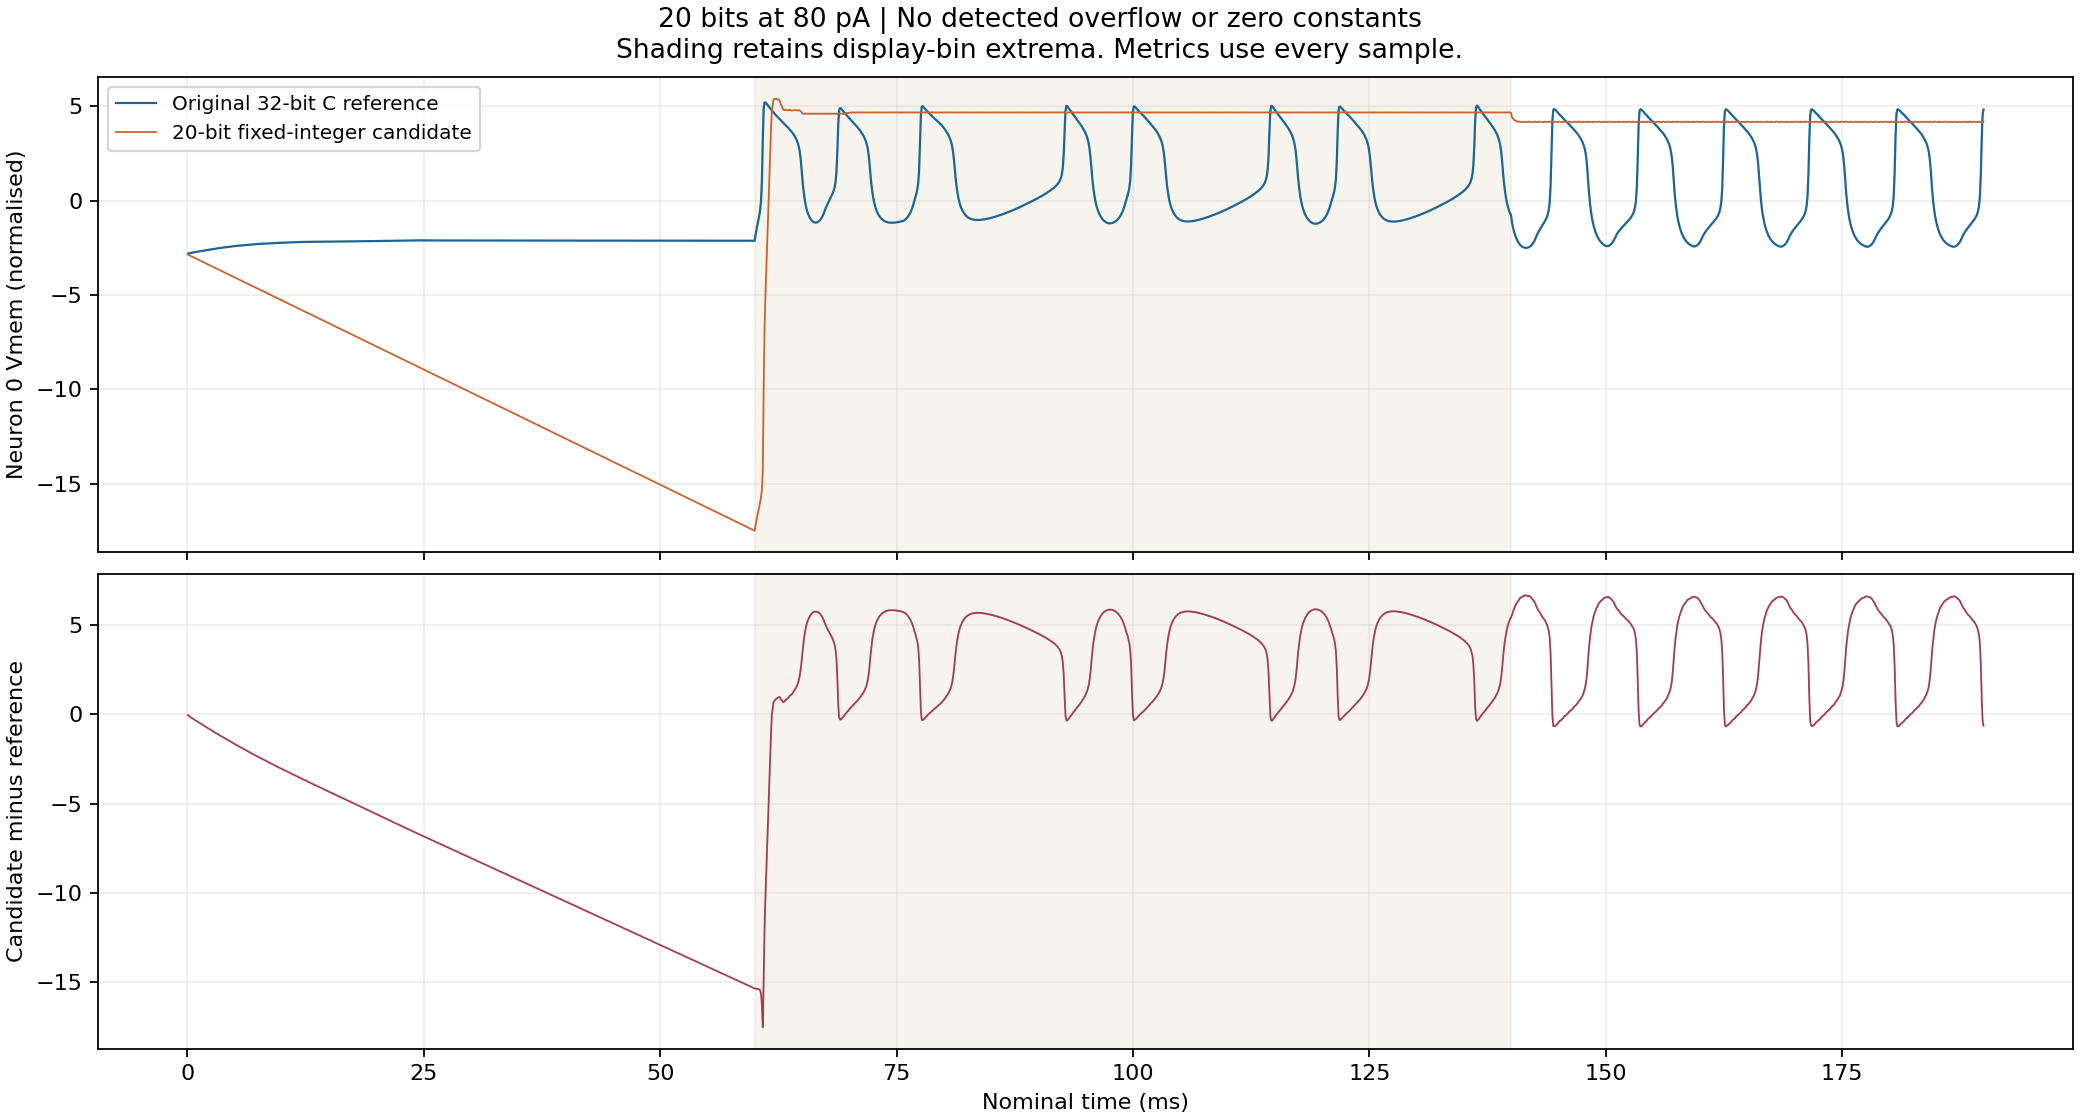 20 bits at 80 pA | No detected overflow or zero constants
Shading retains display-bin extrema. Metrics use every sample.
Original 32-bit C reference
20-bit fixed-integer candidate
Neuron 0 Vmem (normalised)
5
0
−5
−10
−15
Candidate minus reference
5
0
−5
−10
−15
0
25
50
75
100
125
150
175
Nominal time (ms)